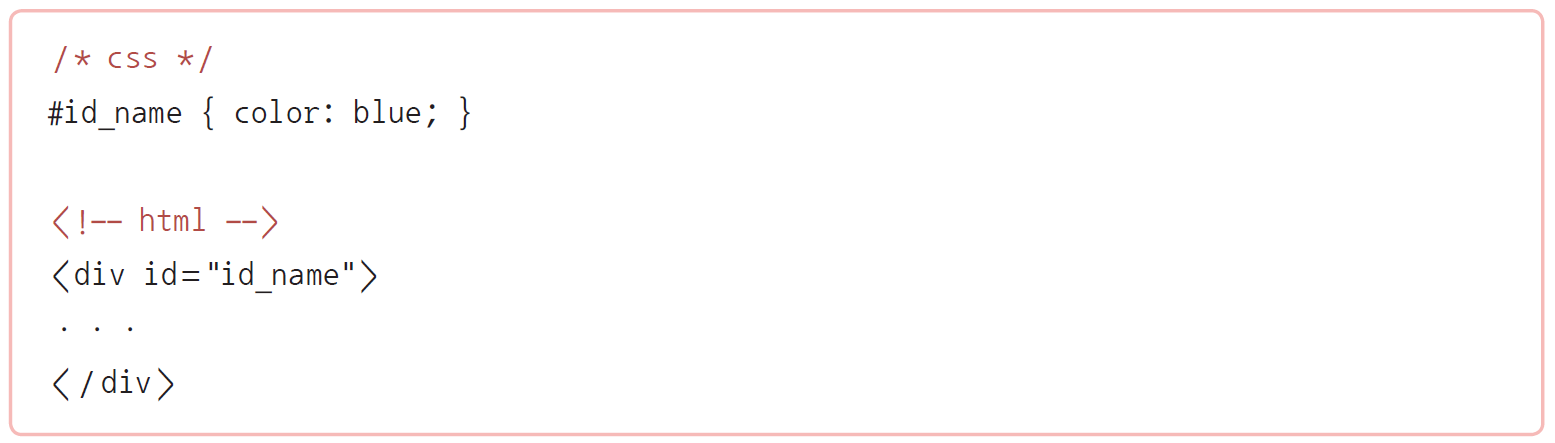 /* css */
#id_name { color: blue; }
<!-- html -->
<div id="id_name">
. . .
</div>